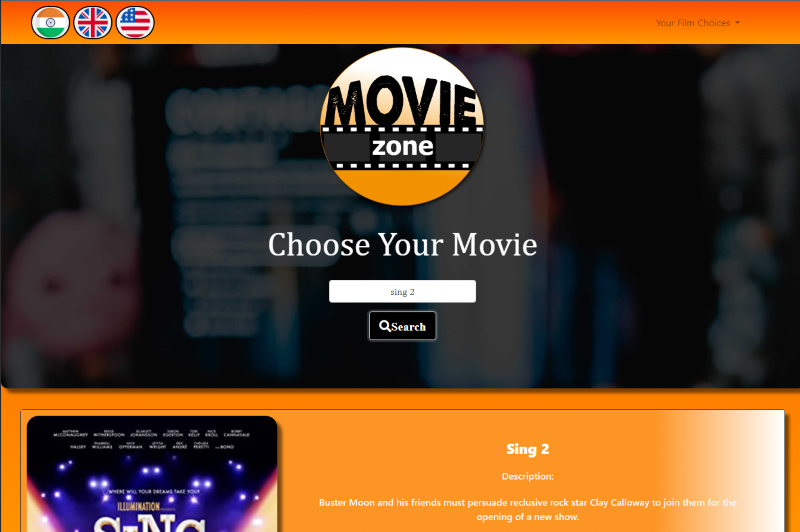 Your Film Choices
MOVIE
zone
Choose Your Movie
sing 2
Search
MATTHEW MCCONAUGHEY REESE WITHERSPOON SCARLETT JOHANSSON TARON EGERTON TORI KELLY NICK KROLL BOBBY CANNAVALE
HALSEY PHARRELL WILLIAMS NICK OFFERMAN LETITIA WRIGHT ERIC ANDRÉ CHELSEA PERETTI AND BONO
WHERE WILL YOUR DREAMS TAKE YOU?
ILLUMINATION
SING
Sing 2
Description:
Buster Moon and his friends must persuade reclusive rock star Clay Calloway to join them for the
opening of a new show.